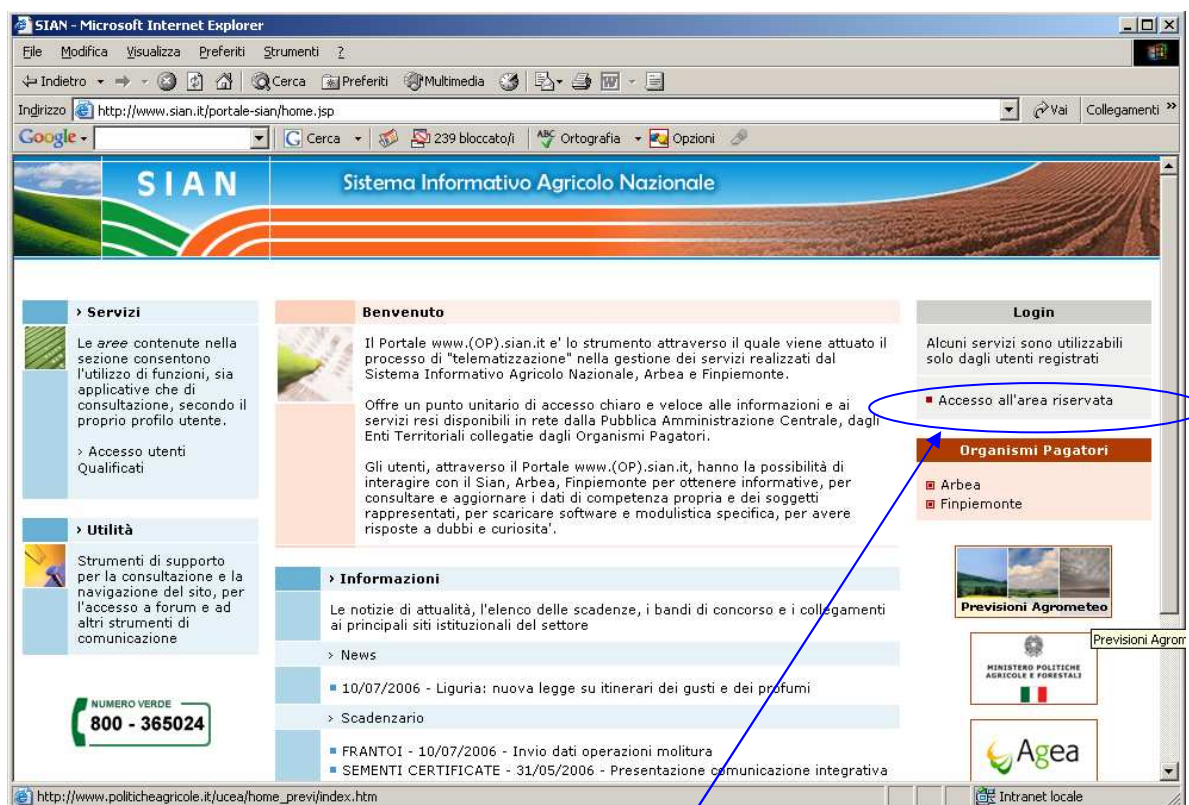 SIAN - Microsoft Internet Explorer
File Modifica Visualizza Preferiti Strumenti ?
Indietro Cerca Preferiti Multimedia
Indirizzo http://www.sian.it/portale-sian/home.jsp Vai Collegamenti »
Google Cerca 239 bloccato/i ABC Ortografia Opzioni
SIAN Sistema Informativo Agricolo Nazionale
› Servizi
Le aree contenute nella
sezione consentono
l'utilizzo di funzioni, sia
applicative che di
consultazione, secondo il
proprio profilo utente.
› Accesso utenti
Qualificati
› Utilità
Strumenti di supporto
per la consultazione e la
navigazione del sito, per
l'accesso a forum e ad
altri strumenti di
comunicazione
NUMERO VERDE
800 - 365024
Benvenuto
Il Portale www.(OP).sian.it e' lo strumento attraverso il quale viene attuato il
processo di "telematizzazione" nella gestione dei servizi realizzati dal
Sistema Informativo Agricolo Nazionale, Arbea e Finpiemonte.
Offre un punto unitario di accesso chiaro e veloce alle informazioni e ai
servizi resi disponibili in rete dalla Pubblica Amministrazione Centrale, dagli
Enti Territoriali collegatie dagli Organismi Pagatori.
Gli utenti, attraverso il Portale www.(OP).sian.it, hanno la possibilità di
interagire con il Sian, Arbea, Finpiemonte per ottenere informative, per
consultare e aggiornare i dati di competenza propria e dei soggetti
rappresentati, per scaricare software e modulistica specifica, per avere
risposte a dubbi e curiosita'.
› Informazioni
Le notizie di attualità, l'elenco delle scadenze, i bandi di concorso e i collegamenti
ai principali siti istituzionali del settore
› News
10/07/2006 - Liguria: nuova legge su itinerari dei gusti e dei profumi
› Scadenzario
FRANTOI - 10/07/2006 - Invio dati operazioni molitura
SEMENTI CERTIFICATE - 31/05/2006 - Presentazione comunicazione integrativa
Login
Alcuni servizi sono utilizzabili
solo dagli utenti registrati
Accesso all'area riservata
Organismi Pagatori
Arbea
Finpiemonte
Previsioni Agrometeo
Previsioni Agrom
MINISTERO POLITICHE
AGRICOLE E FORESTALI
Agea
http://www.politicheagricole.it/ucea/home_previ/index.htm Intranet locale